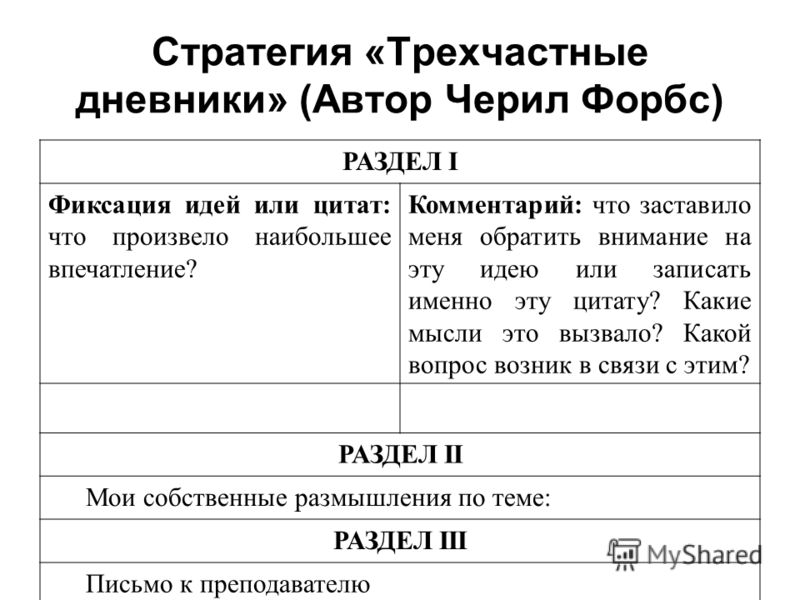 Стратегия «Трехчастные
дневники» (Автор Черил Форбс)
РАЗДЕЛ I
Фиксация идей или цитат:
что произвело наибольшее
впечатление?
Комментарий: что заставило
меня обратить внимание на
эту идею или записать
именно эту цитату? Какие
мысли это вызвало? Какой
вопрос возник в связи с этим?
РАЗДЕЛ II
Мои собственные размышления по теме:
РАЗДЕЛ III
Письмо к преподавателю
MyShared